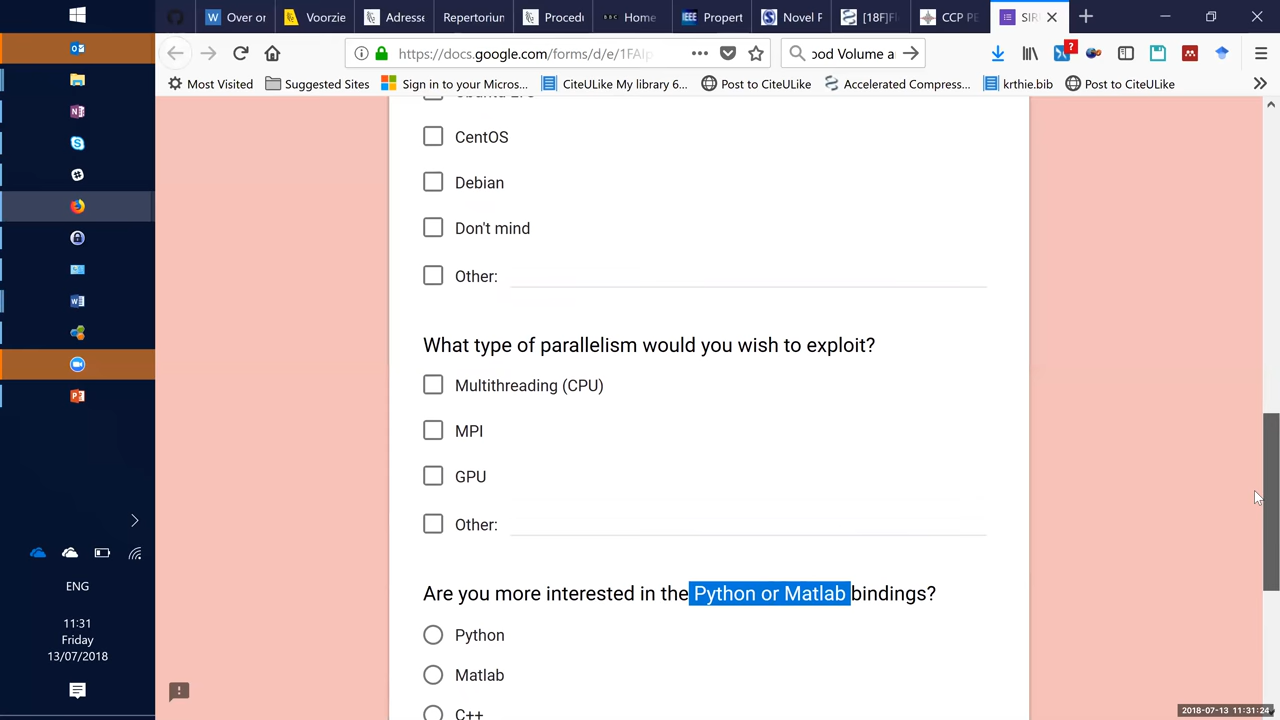 Over or
Voorzie
Adresse
Repertorium
Procedu
Home
IEEE Propert
Novel P
[18F]Fl
CCP PE
SIR
https://docs.google.com/forms/d/e/1FAIp
ood Volume a
Most Visited
Suggested Sites
Sign in to your Micros...
CiteULike My library 6...
Post to CiteULike
Accelerated Compress...
krthie.bib
Post to CiteULike
CentOS
Debian
Don't mind
Other:
What type of parallelism would you wish to exploit?
Multithreading (CPU)
MPI
GPU
Other:
Are you more interested in the Python or Matlab bindings?
Python
Matlab
C++
ENG
11:31
Friday
13/07/2018
2018-07-13 11:31:24